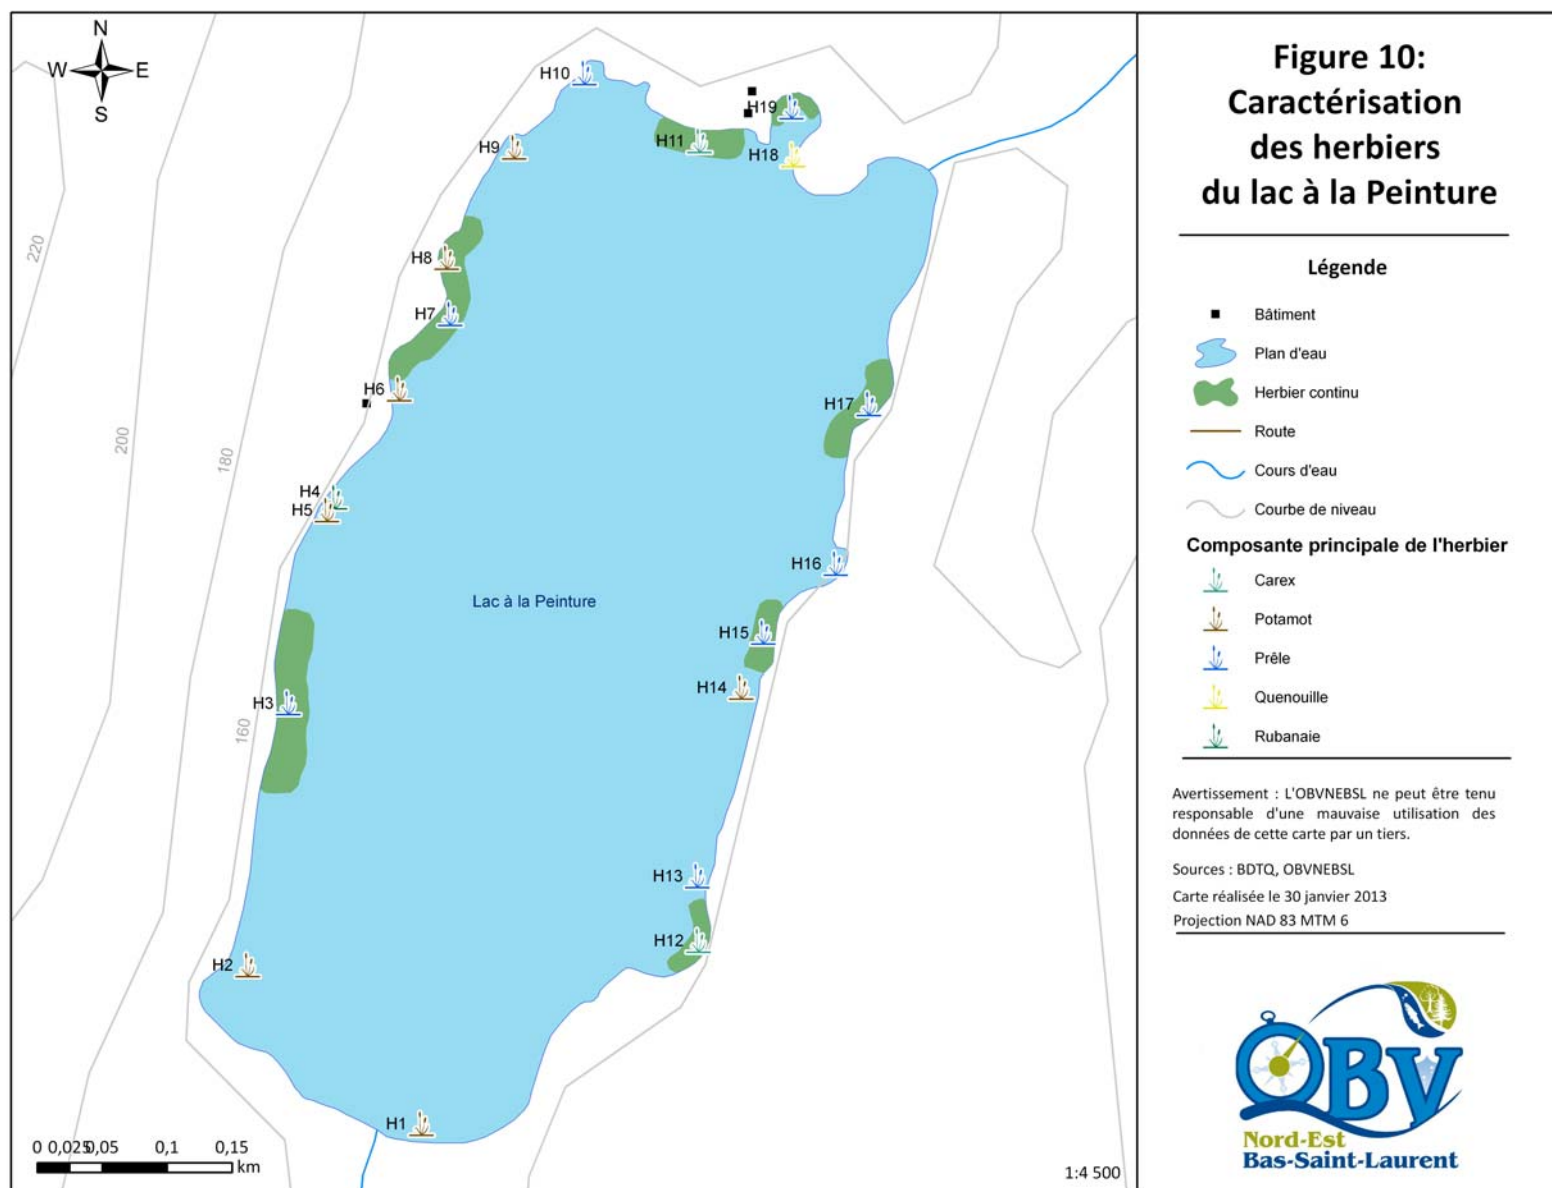 Figure 10:
Caractérisation
des herbiers
du lac à la Peinture
Légende
Bâtiment
Plan d'eau
Herbier continu
Route
Cours d'eau
Courbe de niveau
Composante principale de l'herbier
Carex
Potamot
Prêle
Quenouille
Rubanaie
Avertissement : L'OBVNEBSL ne peut être tenu
responsable d'une mauvaise utilisation des
données de cette carte par un tiers.
Sources : BDTQ, OBVNEBSL
Carte réalisée le 30 janvier 2013
Projection NAD 83 MTM 6
OBV
Nord-Est
Bas-Saint-Laurent
N
W E
S
H10
H19
H9
H11
H18
220
H8
H7
H6
H17
200
180
H4
H5
H16
Lac à la Peinture
H15
H14
H3
160
H13
H12
H2
H1
0 0,025 0,05 0,1 0,15
km
1:4 500